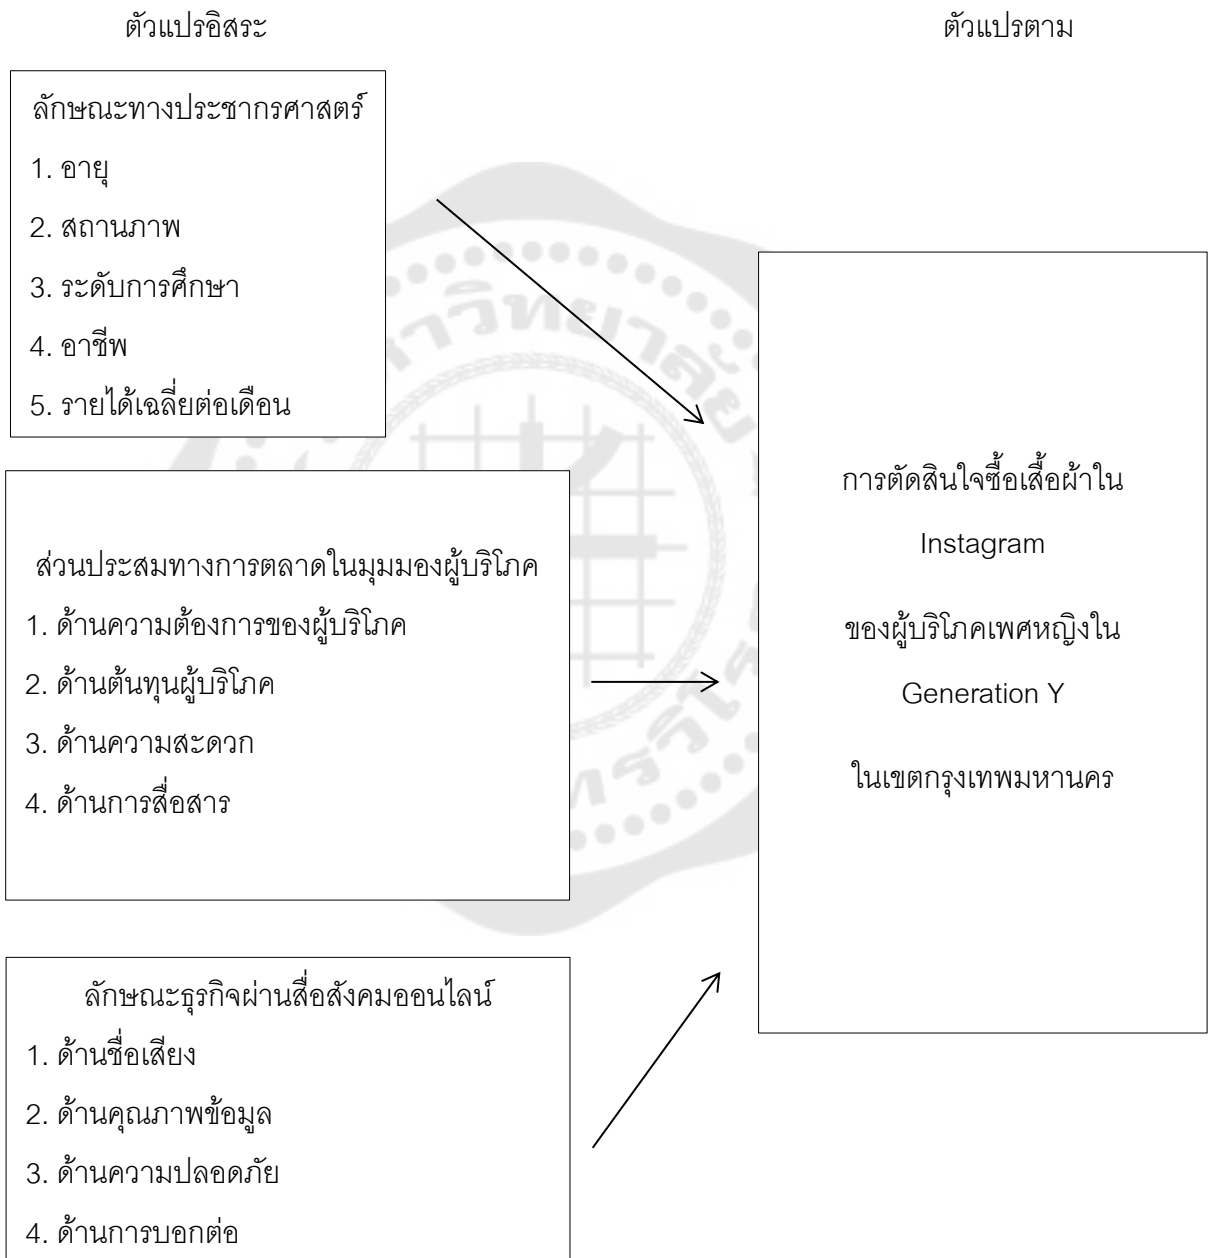 ตัวแปรอิสระ
ตัวแปรตาม
ลักษณะทางประชากรศาสตร์
1. อายุ
2. สถานภาพ
3. ระดับการศึกษา
4. อาชีพ
5. รายได้เฉลี่ยต่อเดือน
ส่วนประสมทางการตลาดในมุมมองผู้บริโภค
1. ด้านความต้องการของผู้บริโภค
2. ด้านต้นทุนผู้บริโภค
3. ด้านความสะดวก
4. ด้านการสื่อสาร
ลักษณะธุรกิจผ่านสื่อสังคมออนไลน์
1. ด้านชื่อเสียง
2. ด้านคุณภาพข้อมูล
3. ด้านความปลอดภัย
4. ด้านการบอกต่อ
การตัดสินใจซื้อเสื้อผ้าใน
Instagram
ของผู้บริโภคเพศหญิงใน
Generation Y
ในเขตกรุงเทพมหานคร